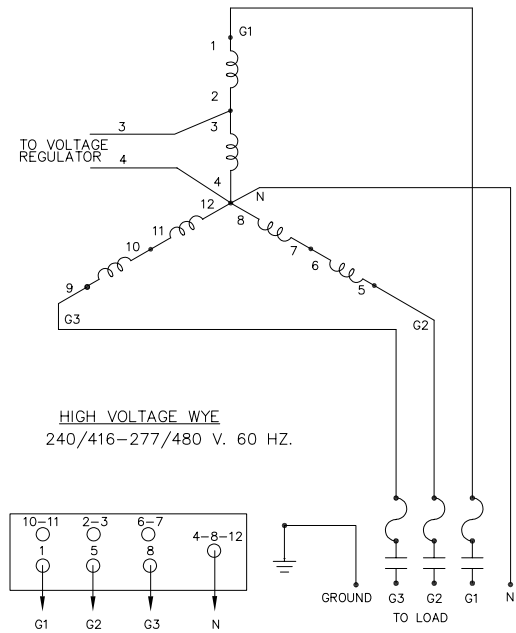 G1
1
2
3
3
TO VOLTAGE
REGULATOR
4
4
N
12
8
11
10
7
6
9
5
G3
G2
HIGH VOLTAGE WYE
240/416-277/480 V. 60 HZ.
10-11 2-3 6-7
4-8-12
1 5 8
G1 G2 G3 N
GROUND G3 G2 G1 N
TO LOAD